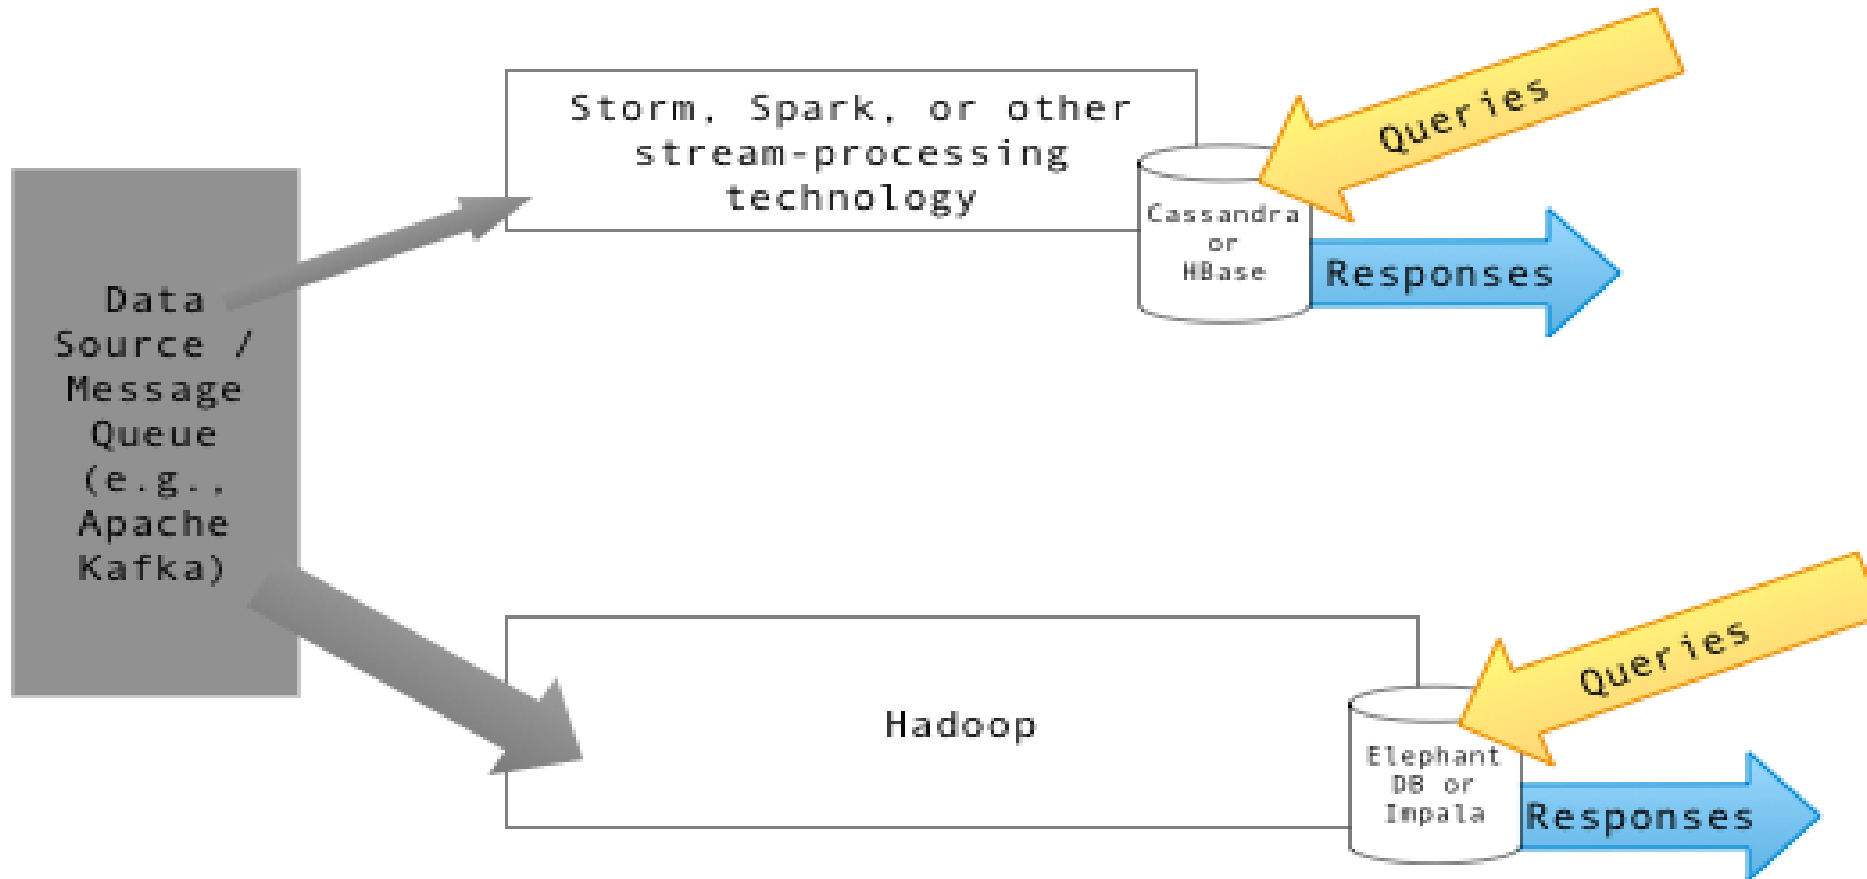 Data
Source /
Message
Queue
(e.g.,
Apache
Kafka)
Storm, Spark, or other
stream-processing
technology
Cassandra
or
HBase
Queries
Responses
Hadoop
Elephant
DB or
Impala
Queries
Responses